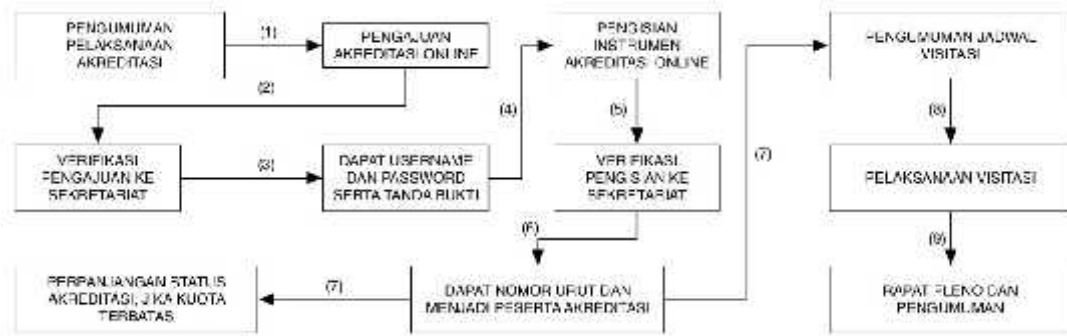 PENGUMUMAN
PELAKSANAAN
AKREDITASI
(1)
PENGAJUAN
AKREDITASI ONLINE
PENGISIAN
INSTRUMEN
AKREDITASI ONLINE
PENGUMUMAN JADWAL
VISITASI
(2)
(4)
(5)
(7)
(8)
VERIFIKASI
PENGAJUAN KE
SEKRETARIAT
(3)
DAPAT USERNAME
DAN PASSWORD
SERTA TANDA BUKTI
VERIFIKASI
PENGISIAN KE
SEKRETARIAT
PELAKSANAAN VISITASI
(6)
(9)
PERPANJANGAN STATUS
AKREDITASI, JIKA KUOTA
TERBATAS
(7)
DAPAT NOMOR URUT DAN
MENJADI PESERTA AKREDITASI
RAPAT PLENO DAN
PENGUMUMAN